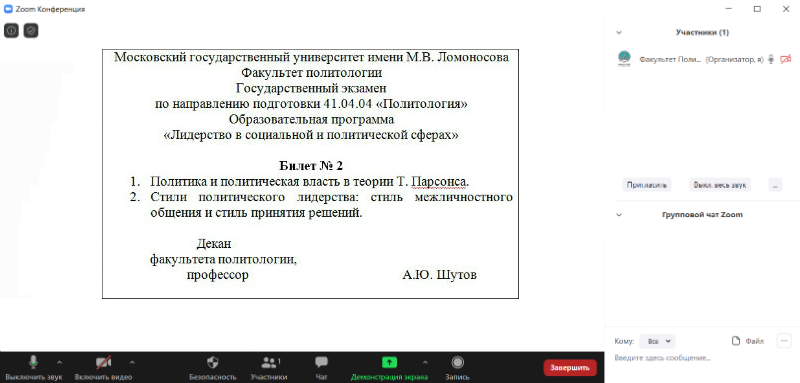 Zoom Конференция
Московский государственный университет имени М.В. Ломоносова
Факультет политологии
Государственный экзамен
по направлению подготовки 41.04.04 «Политология»
Образовательная программа
«Лидерство в социальной и политической сферах»
Билет № 2
1. Политика и политическая власть в теории Т. Парсонса.
2. Стили политического лидерства: стиль межличностного
общения и стиль принятия решений.
Декан
факультета политологии,
профессор А.Ю. Шутов
Участники (1)
Факультет Поли... (Организатор, я)
Пригласить Выкл. весь звук ...
Групповой чат Zoom
Кому: Все Файл ...
Введите здесь сообщение...
Выключить звук Включить видео Безопасность Участники 1 Чат Демонстрация экрана Запись Завершить